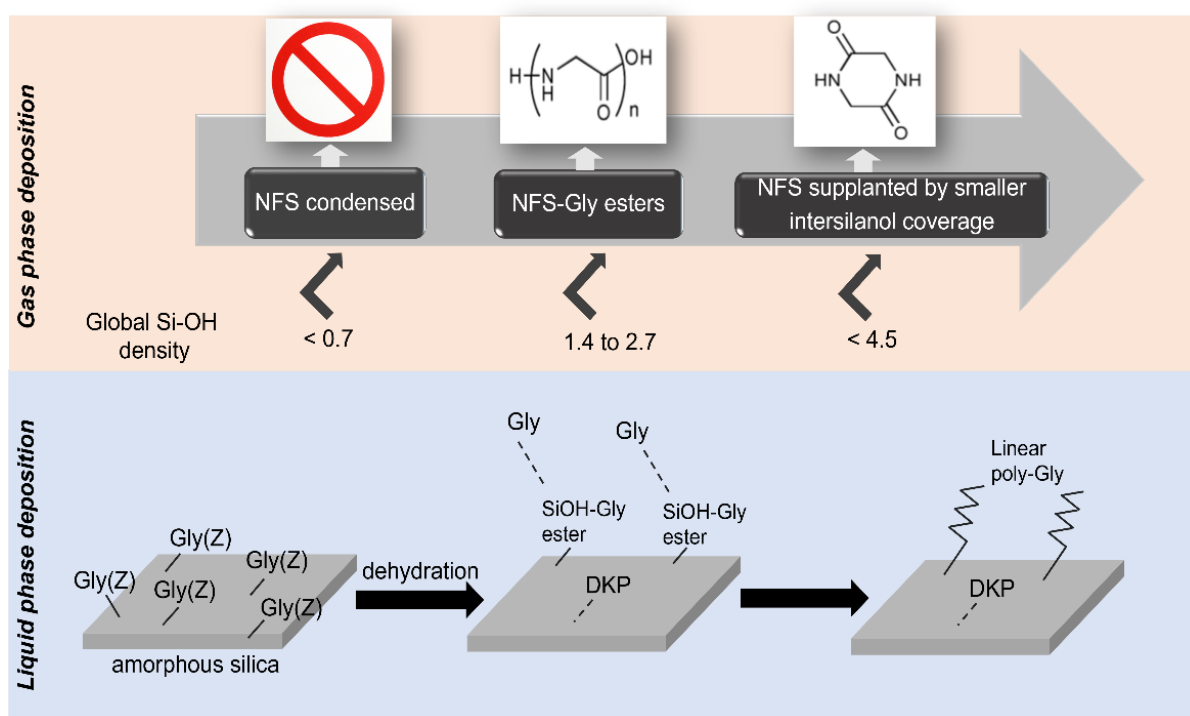 Gas phase deposition
H
N
H
O
OH
n
O
HN
NH
O
NFS condensed
NFS-Gly esters
NFS supplanted by smaller
intersilanol coverage
Global Si-OH
density
< 0.7
1.4 to 2.7
< 4.5
Liquid phase deposition
Gly(Z)
Gly(Z)
Gly(Z)
Gly(Z)
Gly(Z)
amorphous silica
dehydration
Gly
Gly
SiOH-Gly
ester
SiOH-Gly
ester
DKP
Linear
poly-Gly
DKP